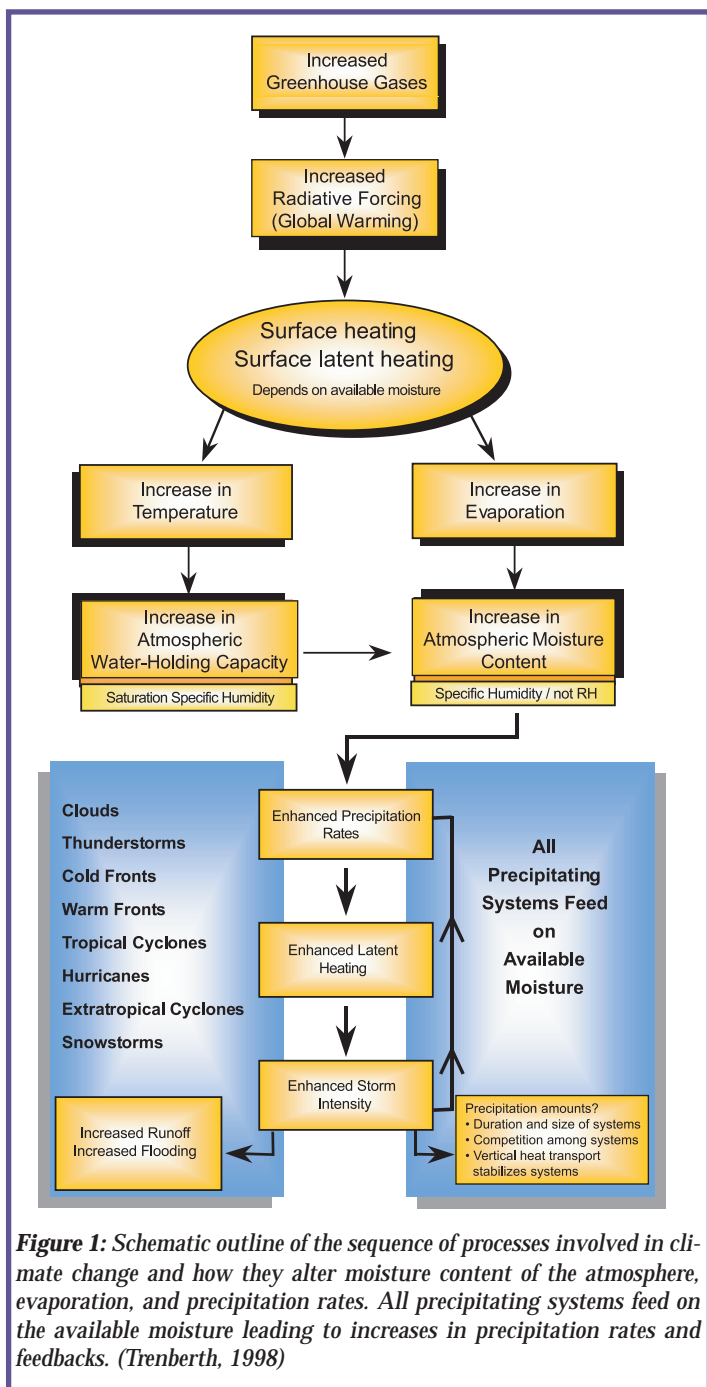 Increased
Greenhouse Gases
Increased
Radiative Forcing
(Global Warming)
Surface heating
Surface latent heating
Depends on available moisture
Increase in
Temperature
Increase in
Evaporation
Increase in
Atmospheric
Water-Holding Capacity
Saturation Specific Humidity
Increase in
Atmospheric Moisture
Content
Specific Humidity / not RH
Clouds
Thunderstorms
Cold Fronts
Warm Fronts
Tropical Cyclones
Hurricanes
Extratropical Cyclones
Snowstorms
Enhanced Precipitation
Rates
Enhanced Latent
Heating
Enhanced Storm
Intensity
All
Precipitating
Systems Feed
on
Available
Moisture
Increased Runoff
Increased Flooding
Precipitation amounts?
• Duration and size of systems
• Competition among systems
• Vertical heat transport
stabilizes systems
Figure 1: Schematic outline of the sequence of processes involved in cli-
mate change and how they alter moisture content of the atmosphere,
evaporation, and precipitation rates. All precipitating systems feed on
the available moisture leading to increases in precipitation rates and
feedbacks. (Trenberth, 1998)